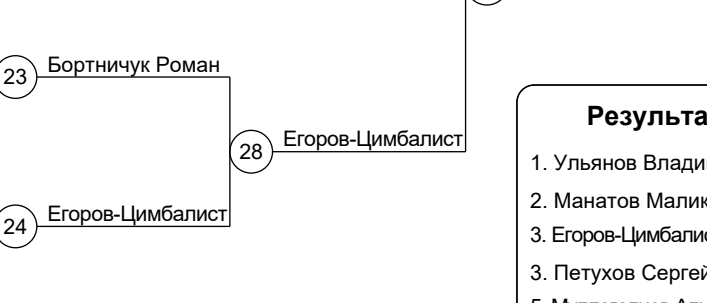 23
Бортничук Роман
28
Егоров-Цимбалист
24
Егоров-Цимбалист
Результа
1. Ульянов Влади
2. Манатов Малик
3. Егоров-Цимбалис
3. Петухов Сергей